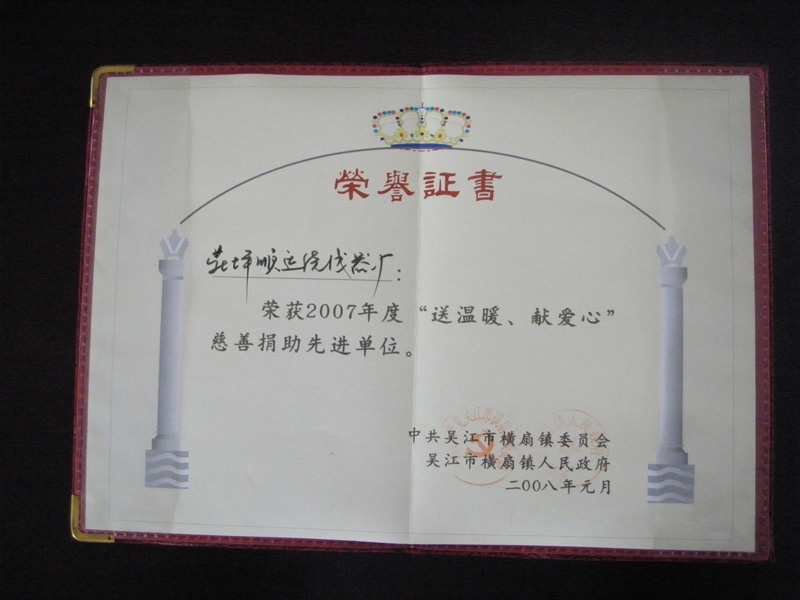 榮譽証書
荣获2007年度“送温暖、献爱心”
慈善捐助先进单位。
中共吴江市横扇镇委员会
吴江市横扇镇人民政府
二OO八年元月